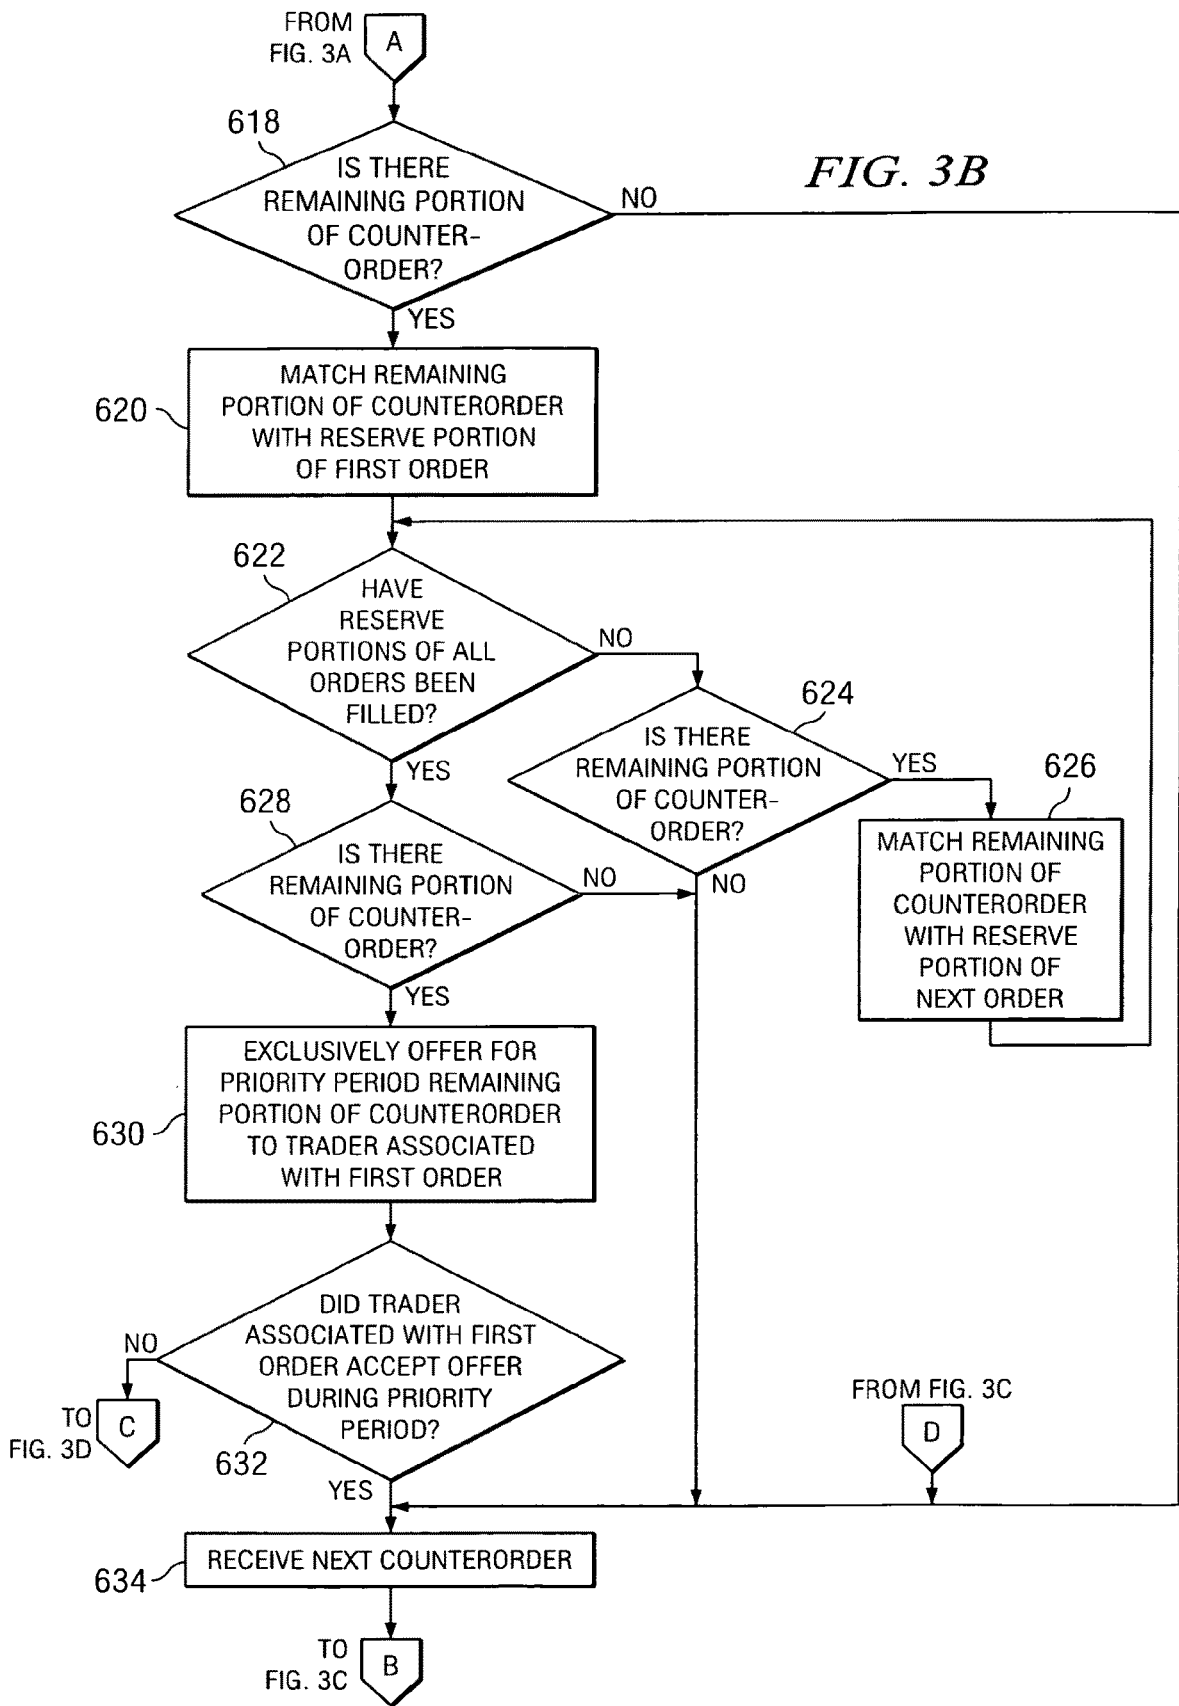 FROM
FIG. 3A
A
618
IS THERE
REMAINING PORTION
OF COUNTER-
ORDER?
NO
FIG. 3B
YES
MATCH REMAINING
PORTION OF COUNTERORDER
WITH RESERVE PORTION
OF FIRST ORDER
620
622
HAVE
RESERVE
PORTIONS OF ALL
ORDERS BEEN
FILLED?
NO
YES
624
IS THERE
REMAINING PORTION
OF COUNTER-
ORDER?
YES
NO
626
MATCH REMAINING
PORTION OF
COUNTERORDER
WITH RESERVE
PORTION OF
NEXT ORDER
628
IS THERE
REMAINING PORTION
OF COUNTER-
ORDER?
NO
YES
EXCLUSIVELY OFFER FOR
PRIORITY PERIOD REMAINING
PORTION OF COUNTERORDER
TO TRADER ASSOCIATED
WITH FIRST ORDER
630
DID TRADER
ASSOCIATED WITH FIRST
ORDER ACCEPT OFFER
DURING PRIORITY
PERIOD?
NO
632
TO
FIG. 3D
C
YES
FROM FIG. 3C
D
RECEIVE NEXT COUNTERORDER
634
TO
FIG. 3C
B